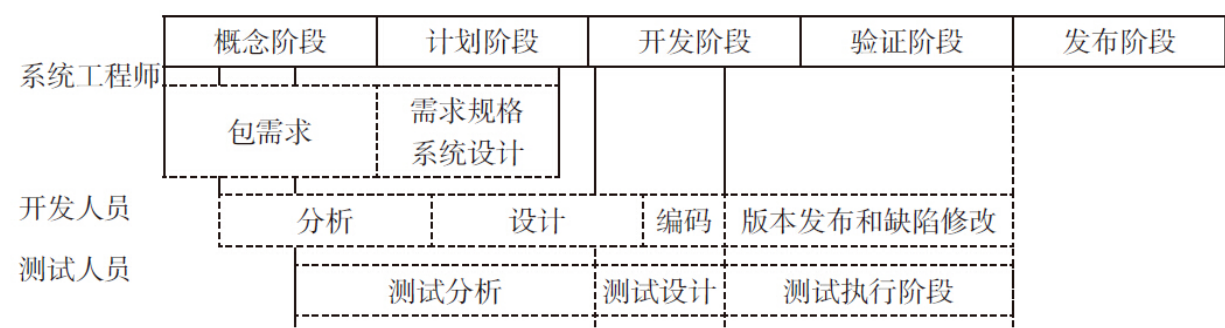 概念阶段 计划阶段 开发阶段 验证阶段 发布阶段
系统工程师
包需求 需求规格
系统设计
开发人员 分析 设计 编码 版本发布和缺陷修改
测试人员 测试分析 测试设计 测试执行阶段